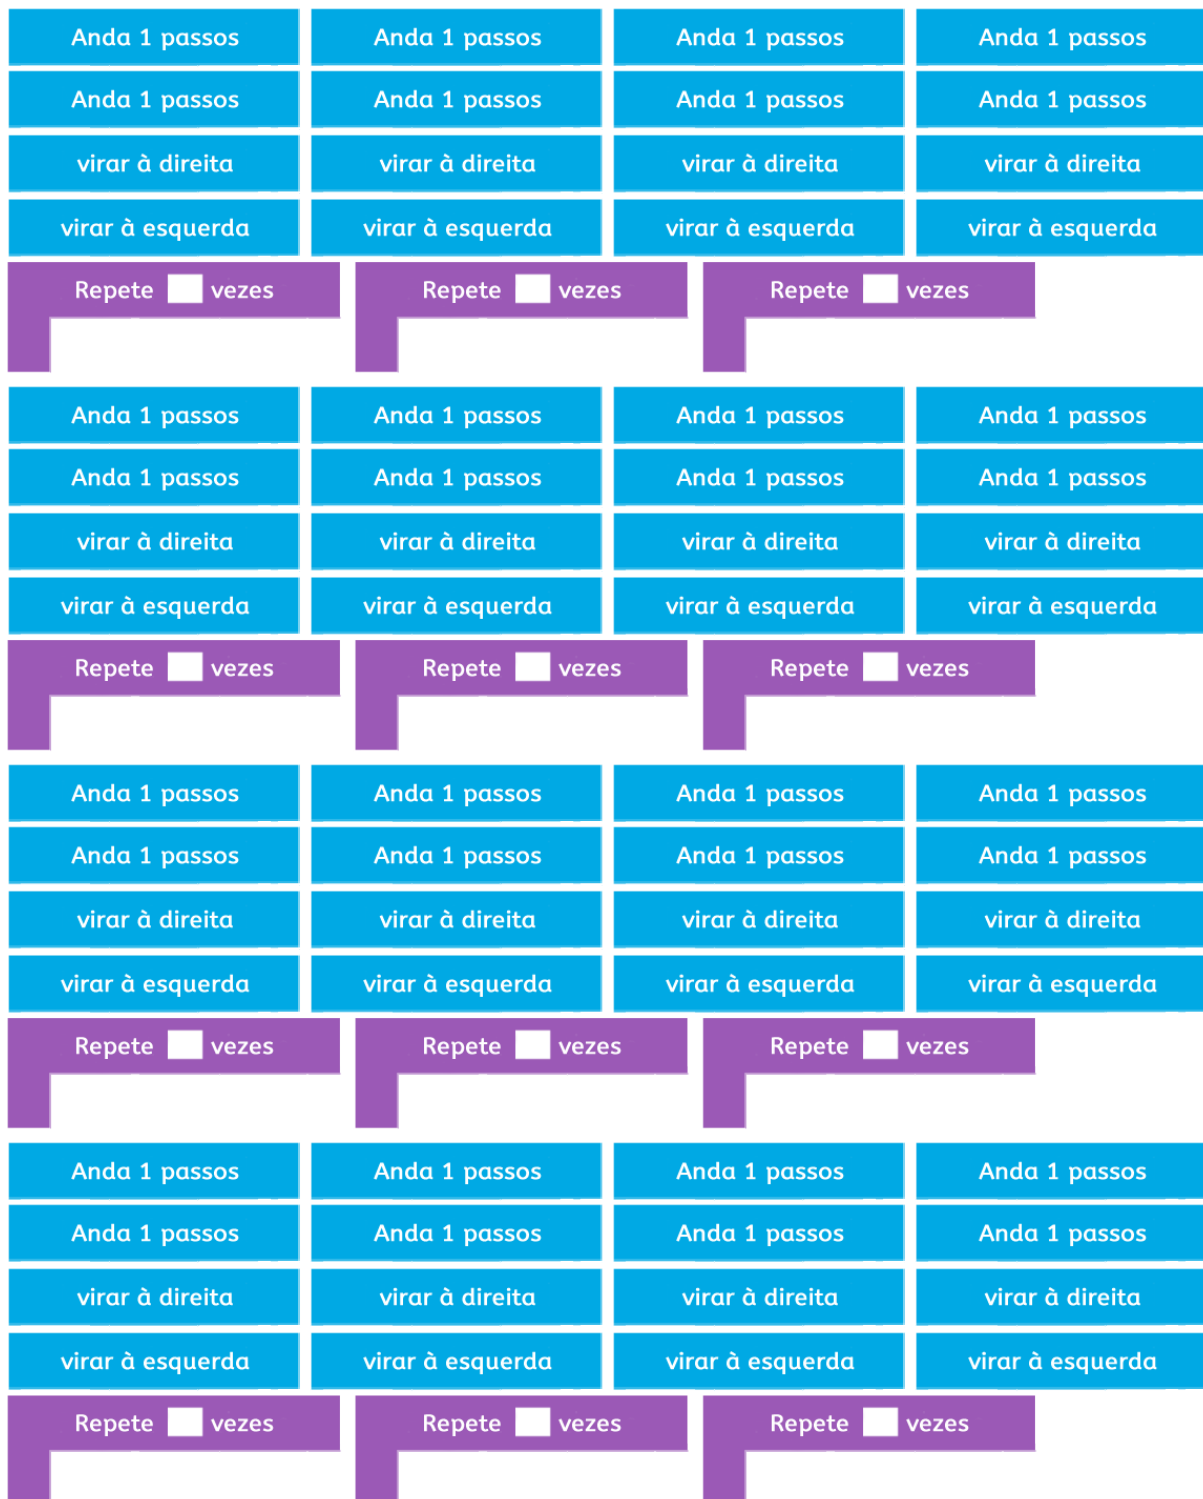 Anda 1 passos Anda 1 passos Anda 1 passos Anda 1 passos
Anda 1 passos Anda 1 passos Anda 1 passos Anda 1 passos
virar à direita virar à direita virar à direita virar à direita
virar à esquerda virar à esquerda virar à esquerda virar à esquerda
Repete vezes Repete vezes Repete vezes
Anda 1 passos Anda 1 passos Anda 1 passos Anda 1 passos
Anda 1 passos Anda 1 passos Anda 1 passos Anda 1 passos
virar à direita virar à direita virar à direita virar à direita
virar à esquerda virar à esquerda virar à esquerda virar à esquerda
Repete vezes Repete vezes Repete vezes
Anda 1 passos Anda 1 passos Anda 1 passos Anda 1 passos
Anda 1 passos Anda 1 passos Anda 1 passos Anda 1 passos
virar à direita virar à direita virar à direita virar à direita
virar à esquerda virar à esquerda virar à esquerda virar à esquerda
Repete vezes Repete vezes Repete vezes
Anda 1 passos Anda 1 passos Anda 1 passos Anda 1 passos
Anda 1 passos Anda 1 passos Anda 1 passos Anda 1 passos
virar à direita virar à direita virar à direita virar à direita
virar à esquerda virar à esquerda virar à esquerda virar à esquerda
Repete vezes Repete vezes Repete vezes